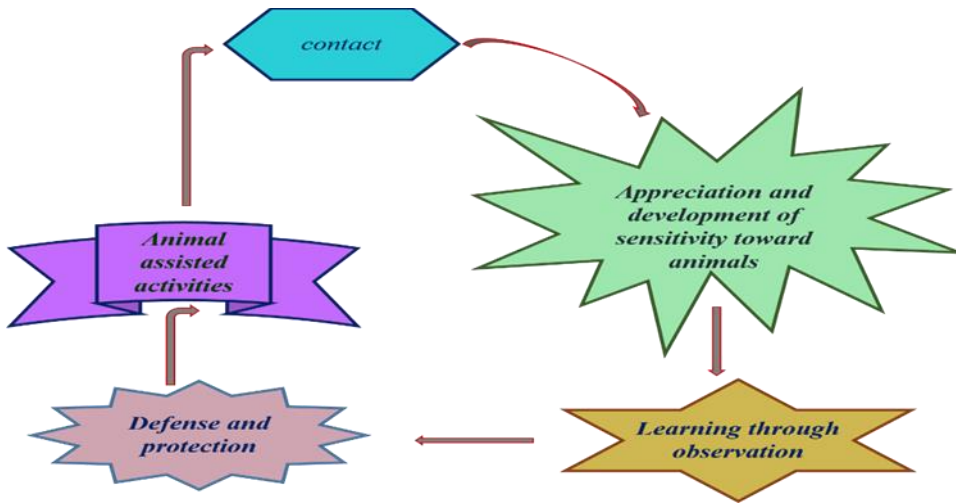 contact
Appreciation and
development of
sensitivity toward
animals
Animal
assisted
activities
Defense and
protection
Learning through
observation